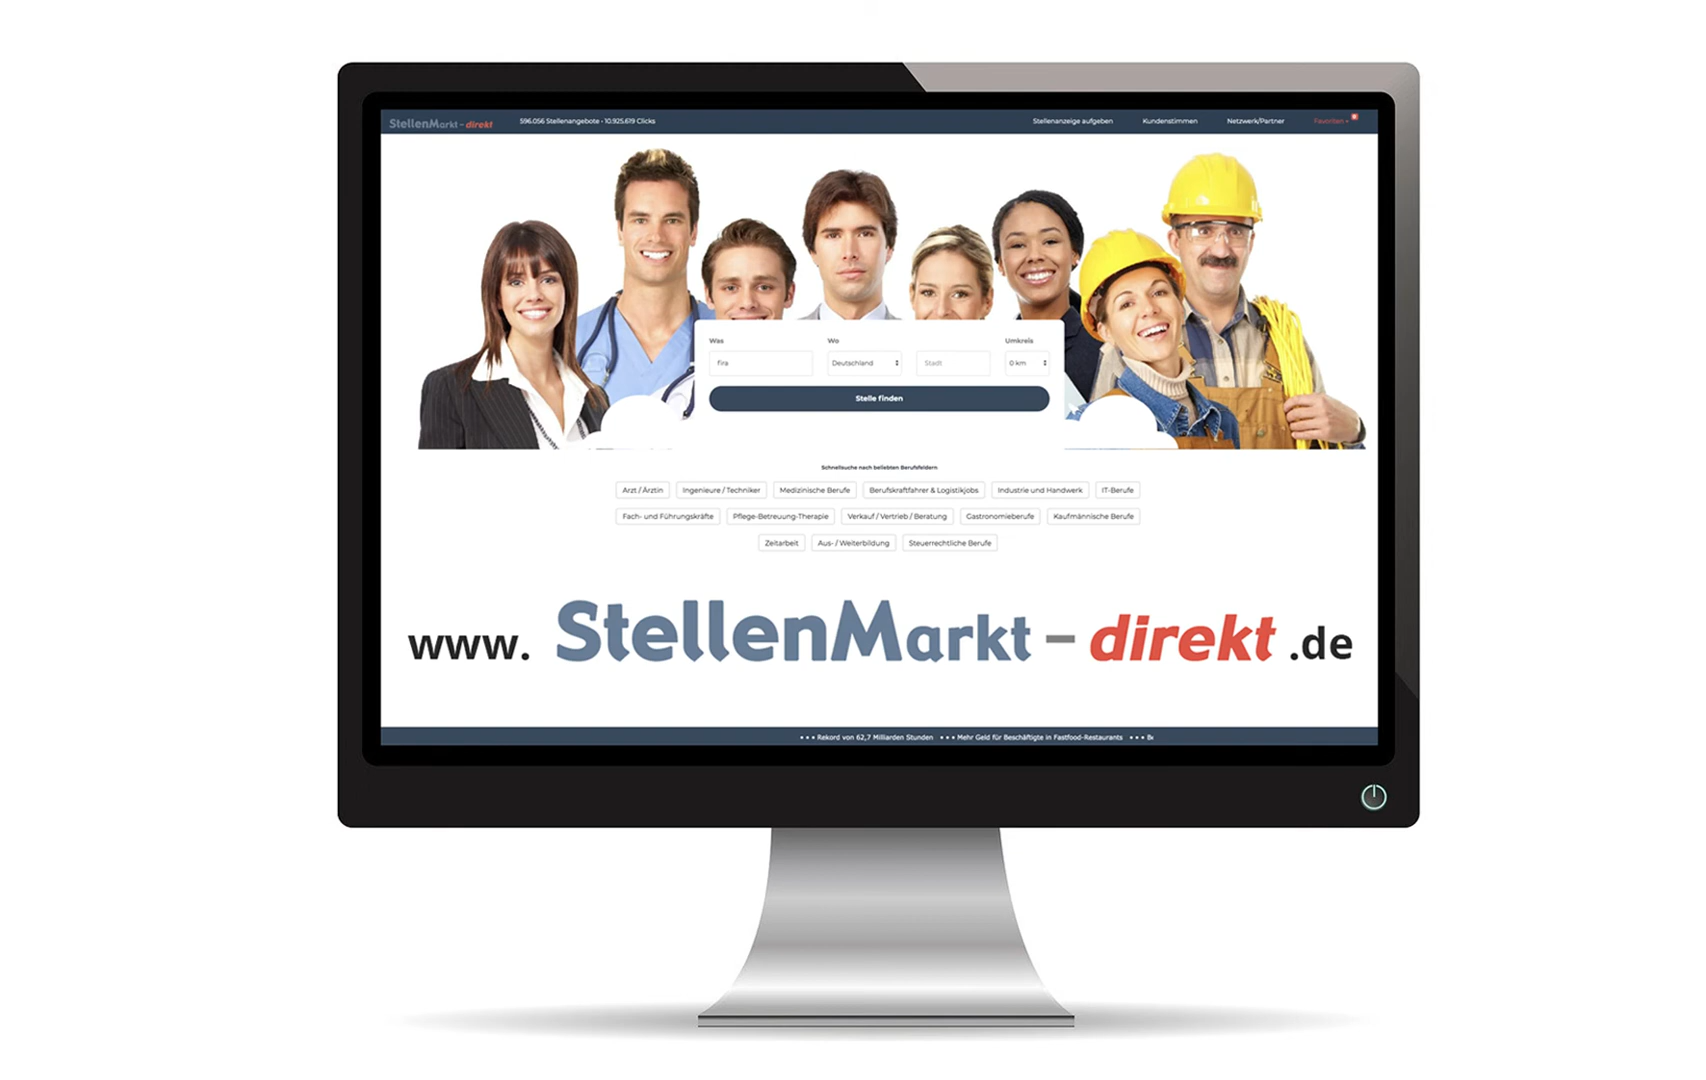 StellenMarkt - direkt 596.056 Stellenangebote - 10.925.619 Clicks Stellenanzeige aufgeben Kundenstimmen Netzwerk/Partner Favoriten
Was Wo Umkreis
fira Deutschland Stadt 0 km
Stelle finden
Schnellsuche nach beliebten Berufsfeldern
Arzt / Ärztin Ingenieure / Techniker Medizinische Berufe Berufskraftfahrer & Logistikjobs Industrie und Handwerk IT-Berufe
Fach- und Führungskräfte Pflege-Betreuung-Therapie Verkauf / Vertrieb / Beratung Gastronomieberufe Kaufmännische Berufe
Zeitarbeit Aus- / Weiterbildung Steuerrechtliche Berufe
www. StellenMarkt - direkt .de
• • • Rekord von 62,7 Milliarden Stunden • • • Mehr Geld für Beschäftigte in Fastfood-Restaurants • • •